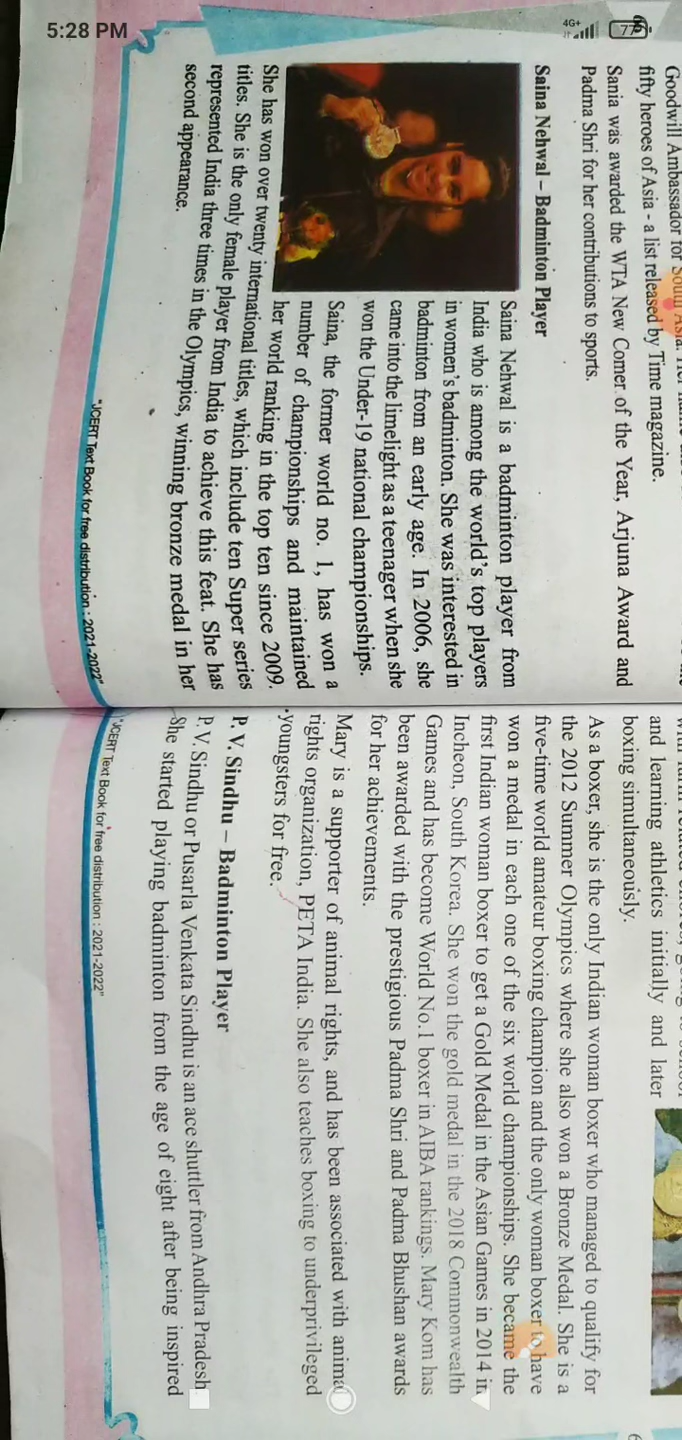 5:28 PM
4G+
77
Goodwill Ambassador for South Asia.
fifty heroes of Asia - a list released by Time magazine.
Sania was awarded the WTA New Comer of the Year, Arjuna Award and
Padma Shri for her contributions to sports.
Saina Nehwal – Badminton Player
Saina Nehwal is a badminton player from
India who is among the world's top players
in women's badminton. She was interested in
badminton from an early age. In 2006, she
came into the limelight as a teenager when she
won the Under-19 national championships.
Saina, the former world no. 1, has won a
number of championships and maintained
her world ranking in the top ten since 2009.
She has won over twenty international titles, which include ten Super series
titles. She is the only female player from India to achieve this feat. She has
represented India three times in the Olympics, winning bronze medal in her
second appearance.
"JCERT Text Book for free distribution : 2021-2022"
and learning athletics initially and later
boxing simultaneously.
As a boxer, she is the only Indian woman boxer who managed to qualify for
the 2012 Summer Olympics where she also won a Bronze Medal. She is a
five-time world amateur boxing champion and the only woman boxer to have
won a medal in each one of the six world championships. She became the
first Indian woman boxer to get a Gold Medal in the Asian Games in 2014 in
Incheon, South Korea. She won the gold medal in the 2018 Commonwealth
Games and has become World No.1 boxer in AIBA rankings. Mary Kom has
been awarded with the prestigious Padma Shri and Padma Bhushan awards
for her achievements.
Mary is a supporter of animal rights, and has been associated with animal
rights organization, PETA India. She also teaches boxing to underprivileged
youngsters for free.
P. V. Sindhu – Badminton Player
P. V. Sindhu or Pusarla Venkata Sindhu is an ace shuttler from Andhra Pradesh
She started playing badminton from the age of eight after being inspired
"JCERT Text Book for free distribution : 2021-2022"